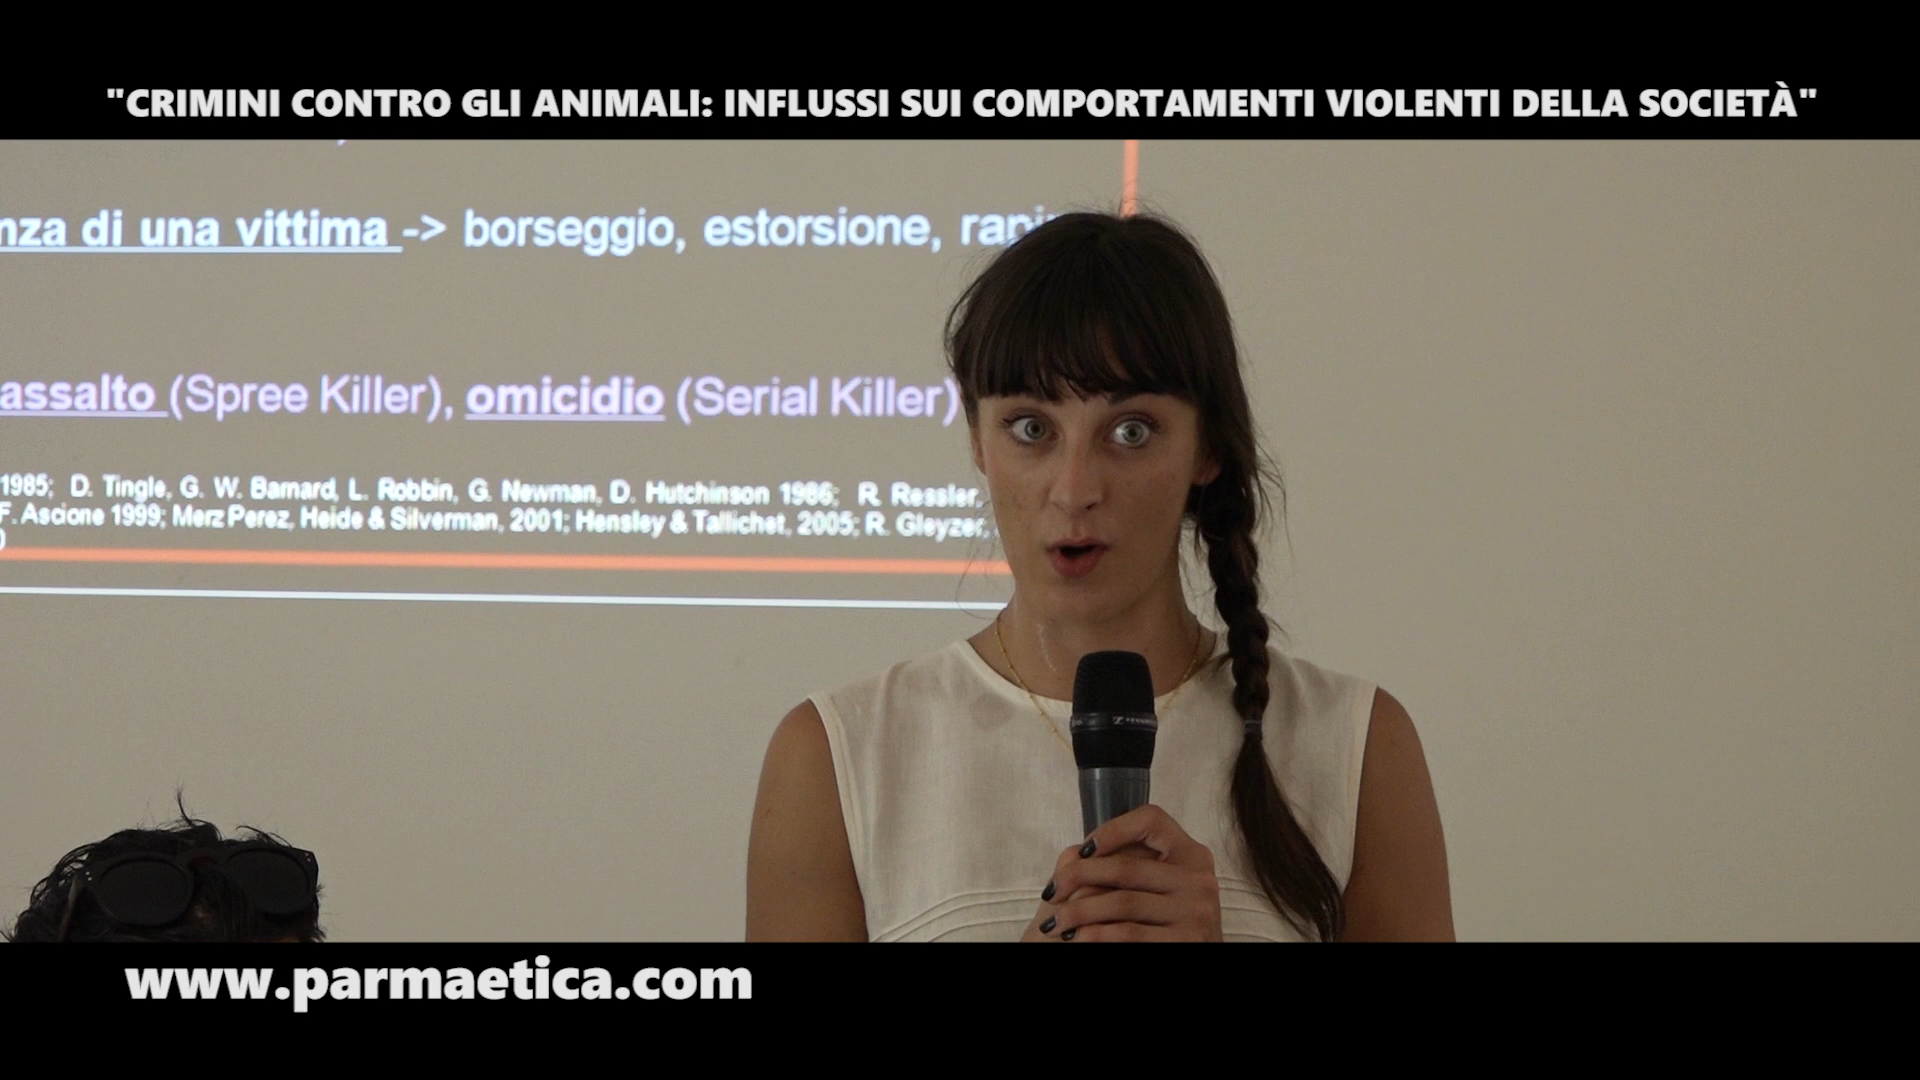 "CRIMINI CONTRO GLI ANIMALI: INFLUSSI SUI COMPORTAMENTI VIOLENTI DELLA SOCIETÀ"
di una vittima -> borseggio, estorsione,
assalto (Spree Killer), omicidio (Serial Killer)
1985; D. Tingle, G. W. Barnard, L. Robbin, G. Newman, D. Hutchinson 1986; R. Ressler,
F. Ascione 1999; Merz Perez, Heide & Silverman, 2001; Hensley & Tallichet, 2005; R. Gleyzer,
www.parmaetica.com